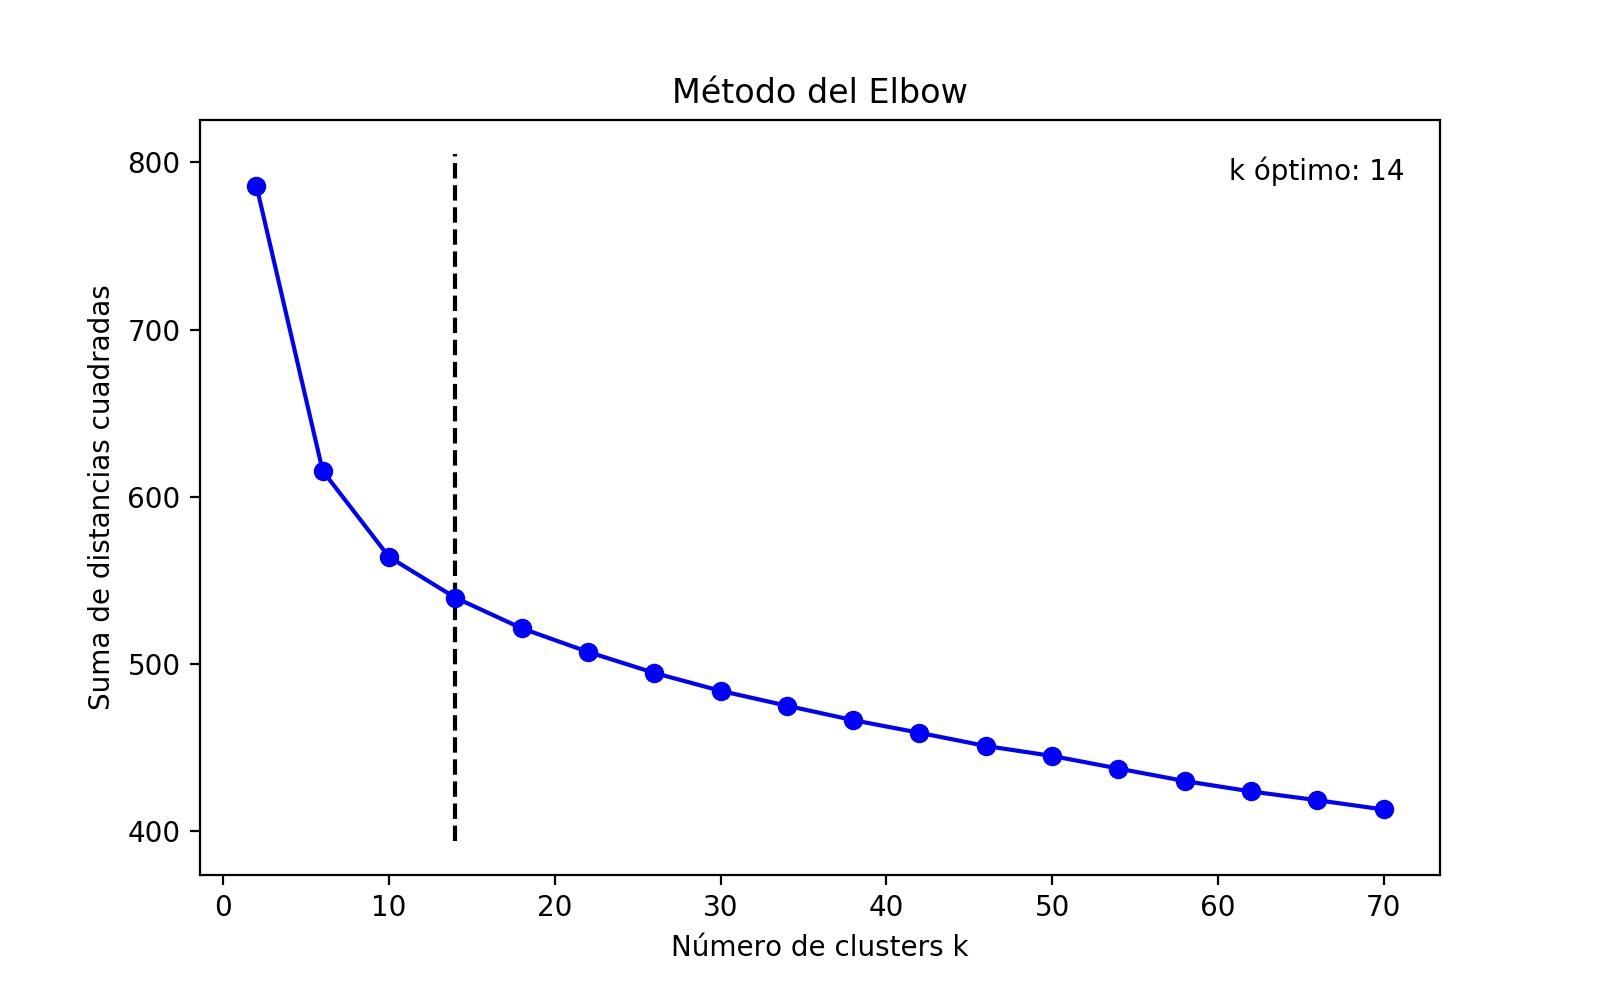 Método del Elbow
k óptimo: 14
Suma de distancias cuadradas
800
700
600
500
400
0 10 20 30 40 50 60 70
Número de clusters k